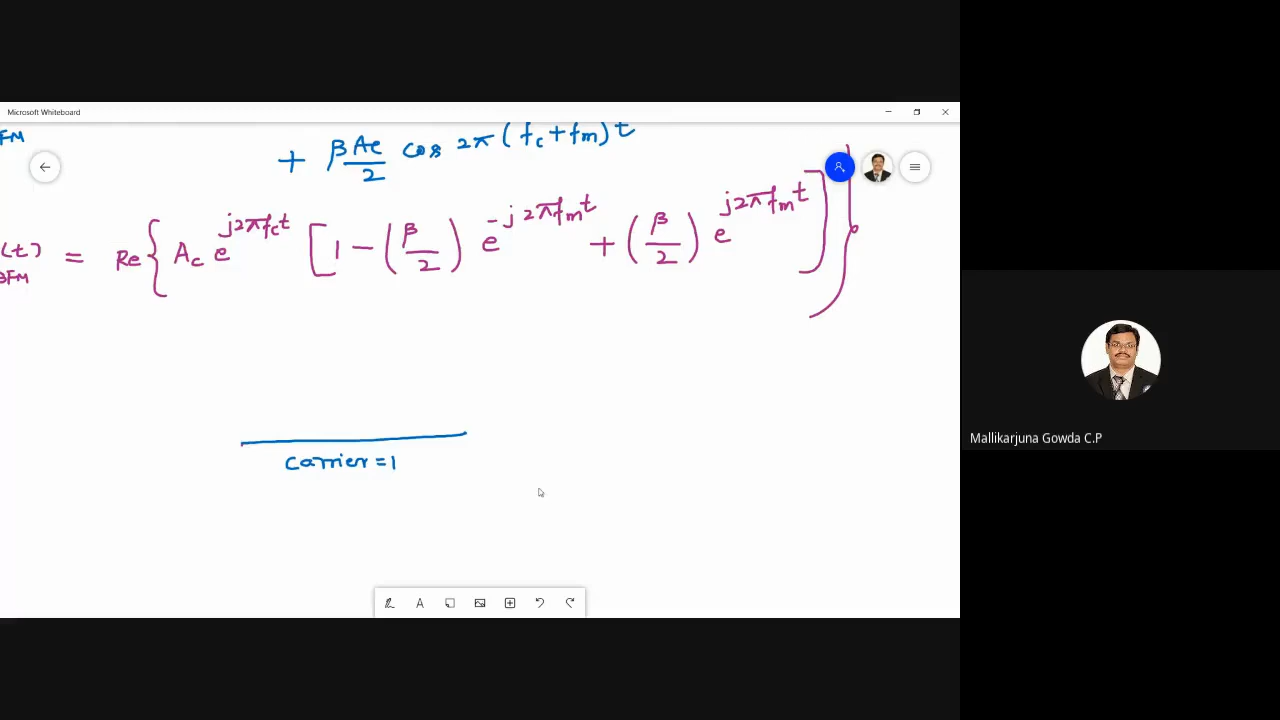 Microsoft Whiteboard
FM
+ βAc/2 cos 2π(fc+fm)t
(t) = Re{Ac e^j2πfct [1 - (β/2) e^-j2πfmt + (β/2) e^j2πfmt]}
FM
carrier = 1
Mallikarjuna Gowda C.P